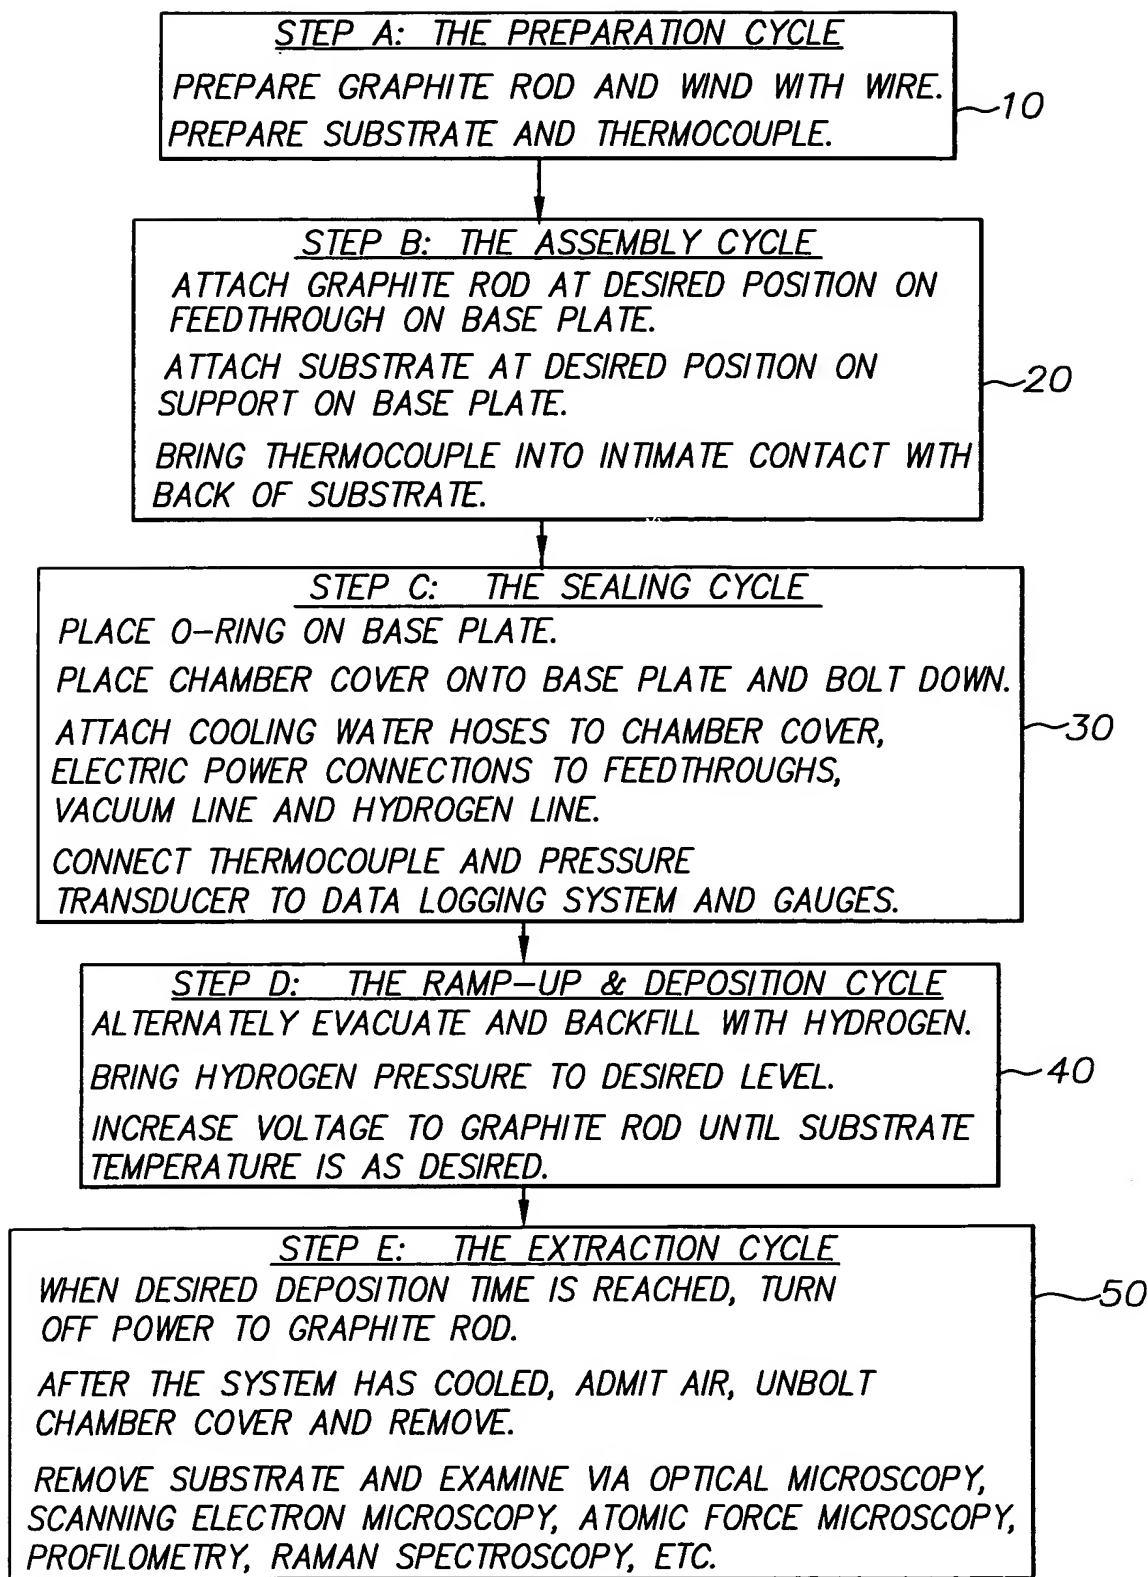 STEP A: THE PREPARATION CYCLE
PREPARE GRAPHITE ROD AND WIND WITH WIRE.
PREPARE SUBSTRATE AND THERMOCOUPLE.
10
STEP B: THE ASSEMBLY CYCLE
ATTACH GRAPHITE ROD AT DESIRED POSITION ON
FEEDTHROUGH ON BASE PLATE.
ATTACH SUBSTRATE AT DESIRED POSITION ON
SUPPORT ON BASE PLATE.
BRING THERMOCOUPLE INTO INTIMATE CONTACT WITH
BACK OF SUBSTRATE.
20
STEP C: THE SEALING CYCLE
PLACE O-RING ON BASE PLATE.
PLACE CHAMBER COVER ONTO BASE PLATE AND BOLT DOWN.
ATTACH COOLING WATER HOSES TO CHAMBER COVER,
ELECTRIC POWER CONNECTIONS TO FEEDTHROUGHS,
VACUUM LINE AND HYDROGEN LINE.
CONNECT THERMOCOUPLE AND PRESSURE
TRANSDUCER TO DATA LOGGING SYSTEM AND GAUGES.
30
STEP D: THE RAMP-UP & DEPOSITION CYCLE
ALTERNATELY EVACUATE AND BACKFILL WITH HYDROGEN.
BRING HYDROGEN PRESSURE TO DESIRED LEVEL.
INCREASE VOLTAGE TO GRAPHITE ROD UNTIL SUBSTRATE
TEMPERATURE IS AS DESIRED.
40
STEP E: THE EXTRACTION CYCLE
WHEN DESIRED DEPOSITION TIME IS REACHED, TURN
OFF POWER TO GRAPHITE ROD.
AFTER THE SYSTEM HAS COOLED, ADMIT AIR, UNBOLT
CHAMBER COVER AND REMOVE.
REMOVE SUBSTRATE AND EXAMINE VIA OPTICAL MICROSCOPY,
SCANNING ELECTRON MICROSCOPY, ATOMIC FORCE MICROSCOPY,
PROFILOMETRY, RAMAN SPECTROSCOPY, ETC.
50